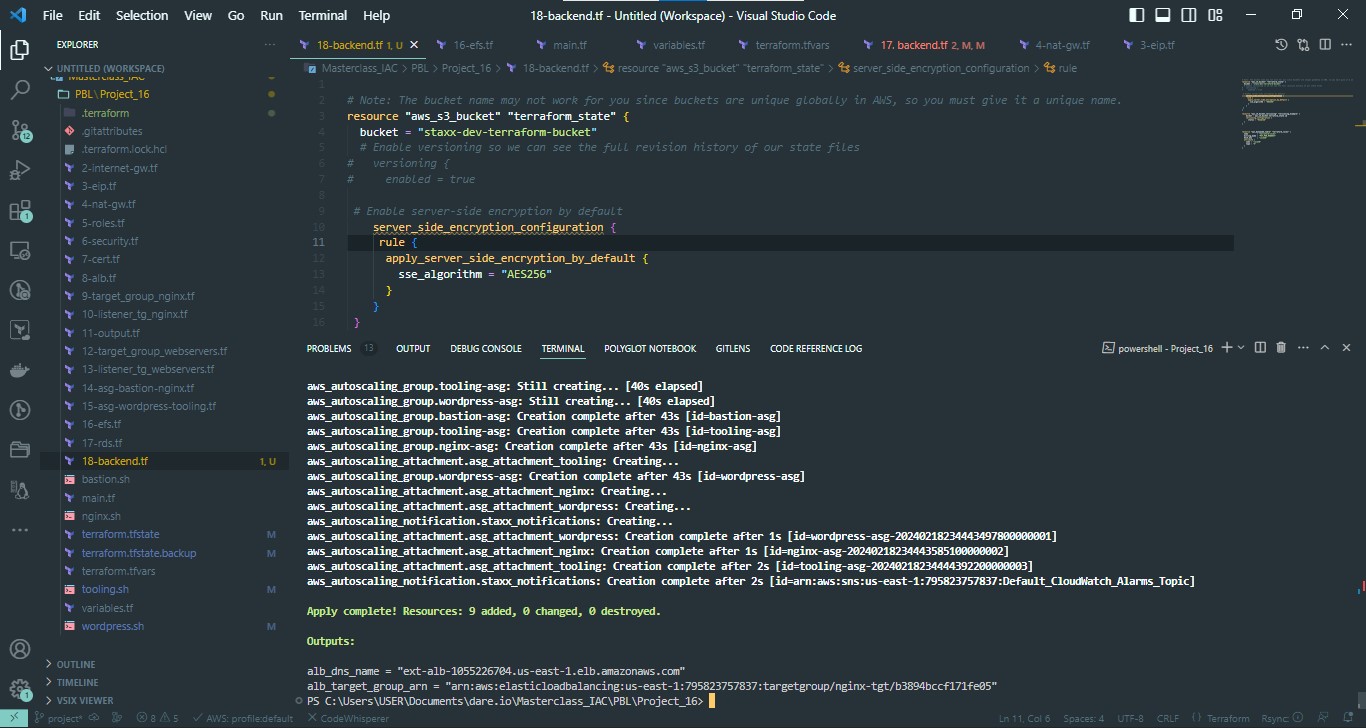 File Edit Selection View Go Run Terminal Help 18-backend.tf - Untitled (Workspace) - Visual Studio Code
EXPLORER ···
18-backend.tf 1, U 16-efs.tf main.tf variables.tf terraform.tfvars 17. backend.tf 2, M, M 4-nat-gw.tf 3-eip.tf
UNTITLED (WORKSPACE)
Masterclass_IAC > PBL > Project_16 > 18-backend.tf > resource "aws_s3_bucket" "terraform_state" > server_side_encryption_configuration > rule
Masterclass_IAC
PBL \ Project_16
.terraform
.gitattributes
.terraform.lock.hcl
2-internet-gw.tf
3-eip.tf
4-nat-gw.tf
5-roles.tf
6-security.tf
7-cert.tf
8-alb.tf
9-target_group_nginx.tf
10-listener_tg_nginx.tf
11-output.tf
12-target_group_webservers.tf
13-listener_tg_webservers.tf
14-asg-bastion-nginx.tf
15-asg-wordpress-tooling.tf
16-efs.tf
17-rds.tf
18-backend.tf 1, U
bastion.sh
main.tf
nginx.sh
terraform.tfstate M
terraform.tfstate.backup M
terraform.tfvars
tooling.sh M
variables.tf
wordpress.sh M
OUTLINE
TIMELINE
VSIX VIEWER
12
1
1
1
2 # Note: The bucket name may not work for you since buckets are unique globally in AWS, so you must give it a unique name.
3 resource "aws_s3_bucket" "terraform_state" {
4 bucket = "staxx-dev-terraform-bucket"
5 # Enable versioning so we can see the full revision history of our state files
6 # versioning {
7 # enabled = true
8
9 # Enable server-side encryption by default
10 server_side_encryption_configuration {
11 rule {
12 apply_server_side_encryption_by_default {
13 sse_algorithm = "AES256"
14 }
15 }
16 }
PROBLEMS 13 OUTPUT DEBUG CONSOLE TERMINAL POLYGLOT NOTEBOOK GITLENS CODE REFERENCE LOG powershell - Project_16
aws_autoscaling_group.tooling-asg: Still creating... [40s elapsed]
aws_autoscaling_group.wordpress-asg: Still creating... [40s elapsed]
aws_autoscaling_group.bastion-asg: Creation complete after 43s [id=bastion-asg]
aws_autoscaling_group.tooling-asg: Creation complete after 43s [id=tooling-asg]
aws_autoscaling_group.nginx-asg: Creation complete after 43s [id=nginx-asg]
aws_autoscaling_attachment.asg_attachment_tooling: Creating...
aws_autoscaling_group.wordpress-asg: Creation complete after 43s [id=wordpress-asg]
aws_autoscaling_attachment.asg_attachment_nginx: Creating...
aws_autoscaling_attachment.asg_attachment_wordpress: Creating...
aws_autoscaling_notification.staxx_notifications: Creating...
aws_autoscaling_attachment.asg_attachment_wordpress: Creation complete after 1s [id=wordpress-asg-20240218234443497800000001]
aws_autoscaling_attachment.asg_attachment_nginx: Creation complete after 1s [id=nginx-asg-20240218234443585100000002]
aws_autoscaling_attachment.asg_attachment_tooling: Creation complete after 2s [id=tooling-asg-20240218234444392200000003]
aws_autoscaling_notification.staxx_notifications: Creation complete after 2s [id=arn:aws:sns:us-east-1:795823757837:Default_CloudWatch_Alarms_Topic]
Apply complete! Resources: 9 added, 0 changed, 0 destroyed.
Outputs:
alb_dns_name = "ext-alb-1055226704.us-east-1.elb.amazonaws.com"
alb_target_group_arn = "arn:aws:elasticloadbalancing:us-east-1:795823757837:targetgroup/nginx-tgt/b3894bccf171fe05"
PS C:\Users\USER\Documents\dare.io\Masterclass_IAC\PBL\Project_16>
project* 8 5 AWS: profile:default CodeWhisperer Ln 11, Col 6 Spaces: 4 UTF-8 CRLF Terraform Rsync: